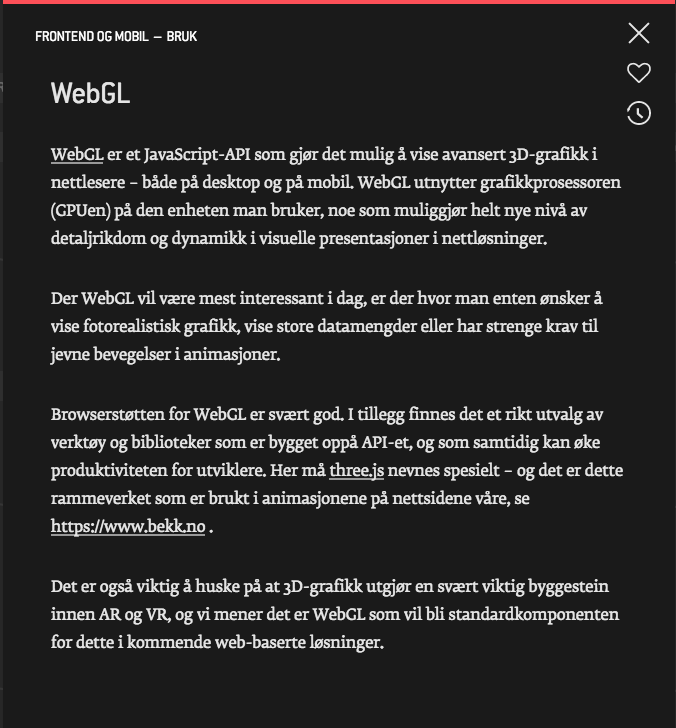 FRONTEND OG MOBIL – BRUK
WebGL
WebGL er et JavaScript-API som gjør det mulig å vise avansert 3D-grafikk i
nettlesere – både på desktop og på mobil. WebGL utnytter grafikkprosessoren
(GPUen) på den enheten man bruker, noe som muliggjør helt nye nivå av
detaljrikdom og dynamikk i visuelle presentasjoner i nettløsninger.
Der WebGL vil være mest interessant i dag, er der hvor man enten ønsker å
vise fotorealistisk grafikk, vise store datamengder eller har strenge krav til
jevne bevegelser i animasjoner.
Browserstøtten for WebGL er svært god. I tillegg finnes det et rikt utvalg av
verktøy og biblioteker som er bygget oppå API-et, og som samtidig kan øke
produktiviteten for utviklere. Her må three.js nevnes spesielt – og det er dette
rammeverket som er brukt i animasjonene på nettsidene våre, se
https://www.bekk.no .
Det er også viktig å huske på at 3D-grafikk utgjør en svært viktig byggestein
innen AR og VR, og vi mener det er WebGL som vil bli standardkomponenten
for dette i kommende web-baserte løsninger.